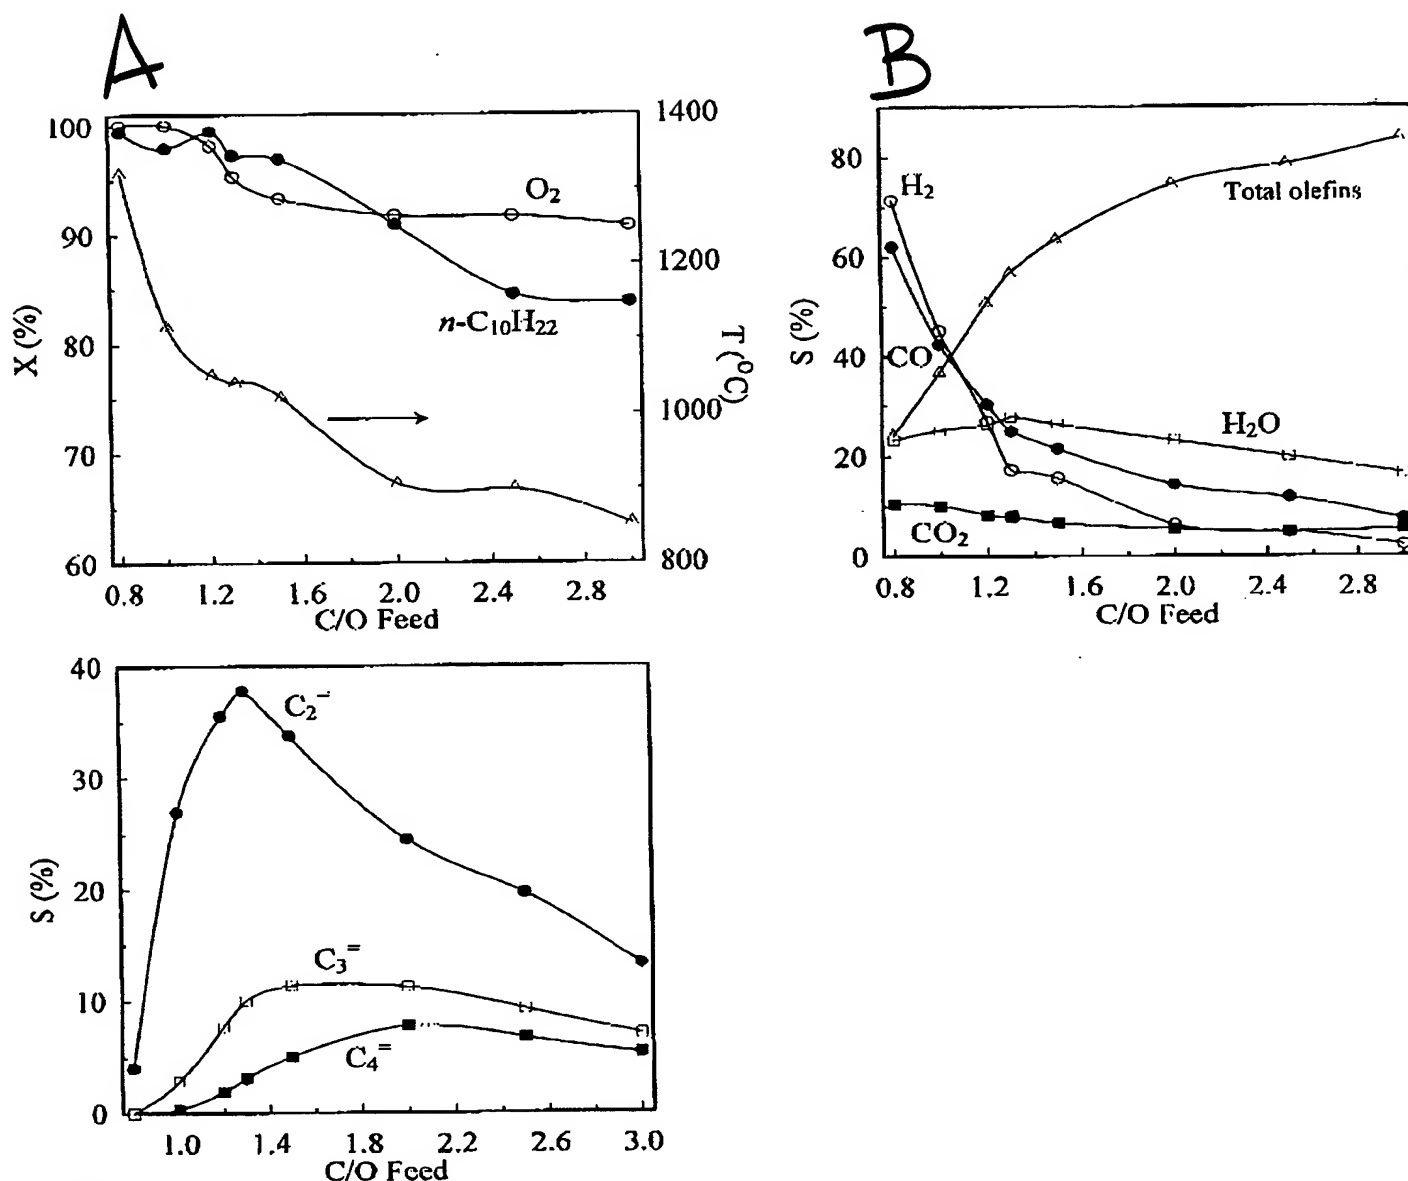 A
100
90
80
70
60
X (%)
O₂
n-C₁₀H₂₂
1400
1200
1000
800
T (⁰C)
0.8 1.2 1.6 2.0 2.4 2.8
C/O Feed
B
80
60
40
20
0
S (%)
H₂
CO
Total olefins
H₂O
CO₂
0.8 1.2 1.6 2.0 2.4 2.8
C/O Feed
40
30
20
10
0
S (%)
C₂⁼
C₃⁼
C₄⁼
1.0 1.4 1.8 2.2 2.6 3.0
C/O Feed